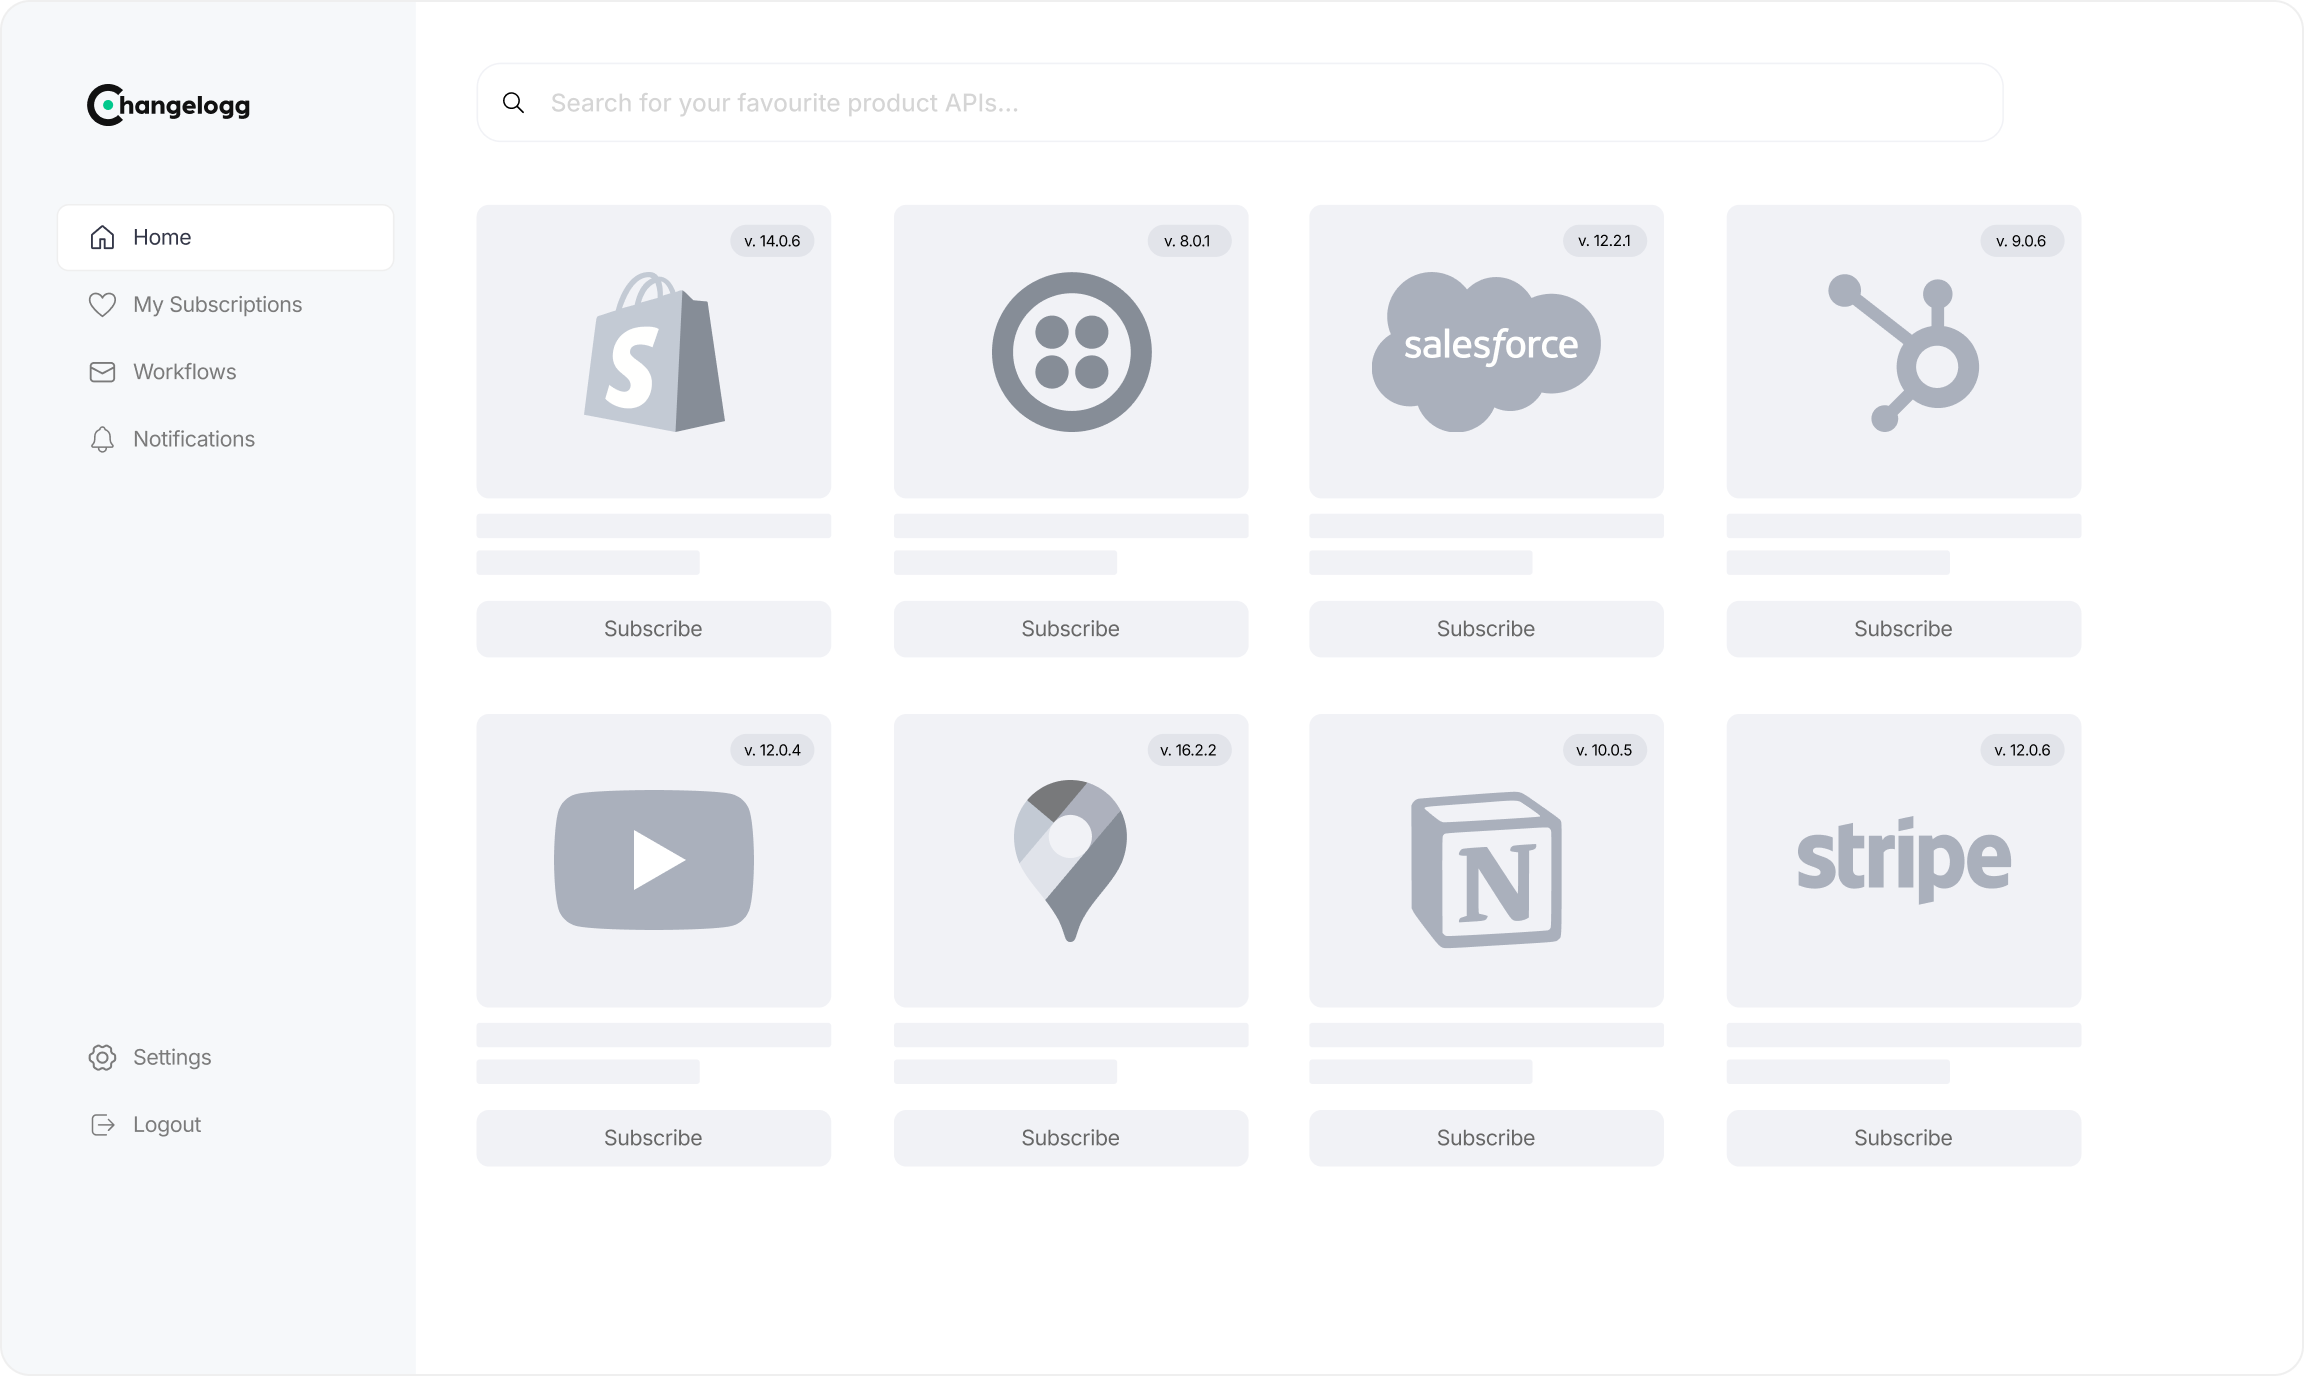 Changelogg
Home
My Subscriptions
Workflows
Notifications
Settings
Logout
Search for your favourite product APIs...
v. 14.0.6
S
v. 8.0.1
v. 12.2.1
salesforce
v. 9.0.6
Subscribe
Subscribe
Subscribe
Subscribe
v. 12.0.4
v. 16.2.2
v. 10.0.5
N
v. 12.0.6
stripe
Subscribe
Subscribe
Subscribe
Subscribe